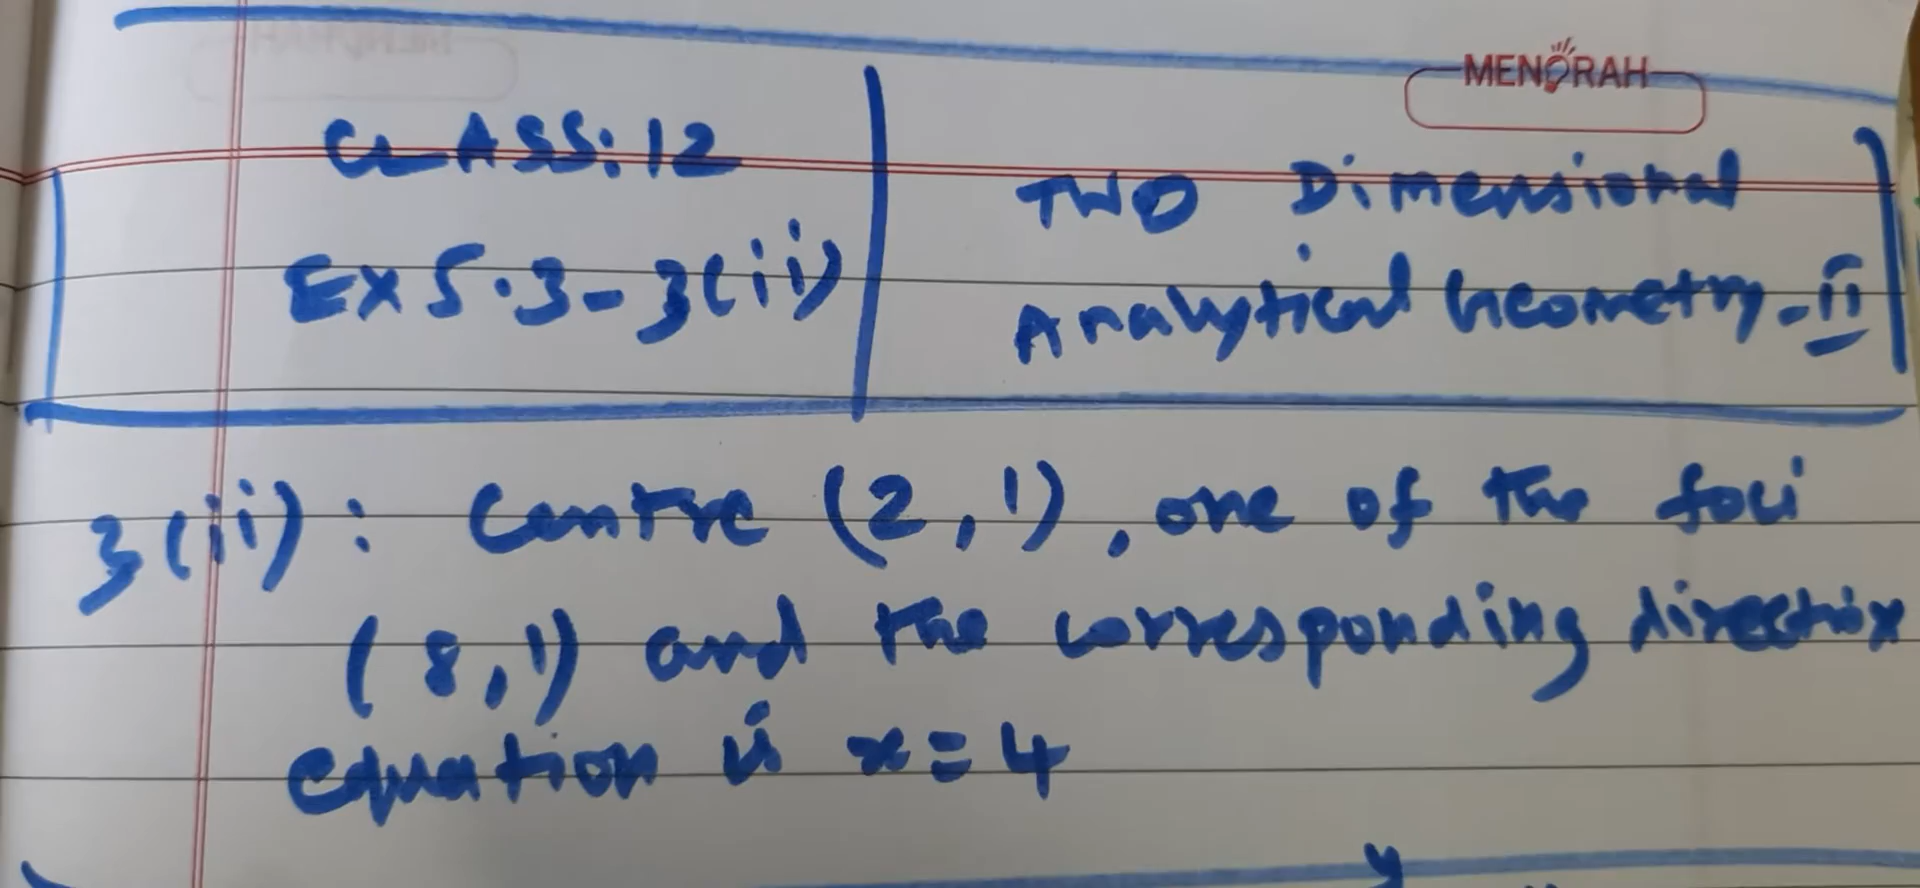 MENORAH
CLASS: 12
EX 5.3 - 3(ii)
TWO Dimensional
Analytical Geometry - II
3(ii): Centre (2, 1), one of the foci
(8, 1) and the corresponding directrix
equation is x = 4
y